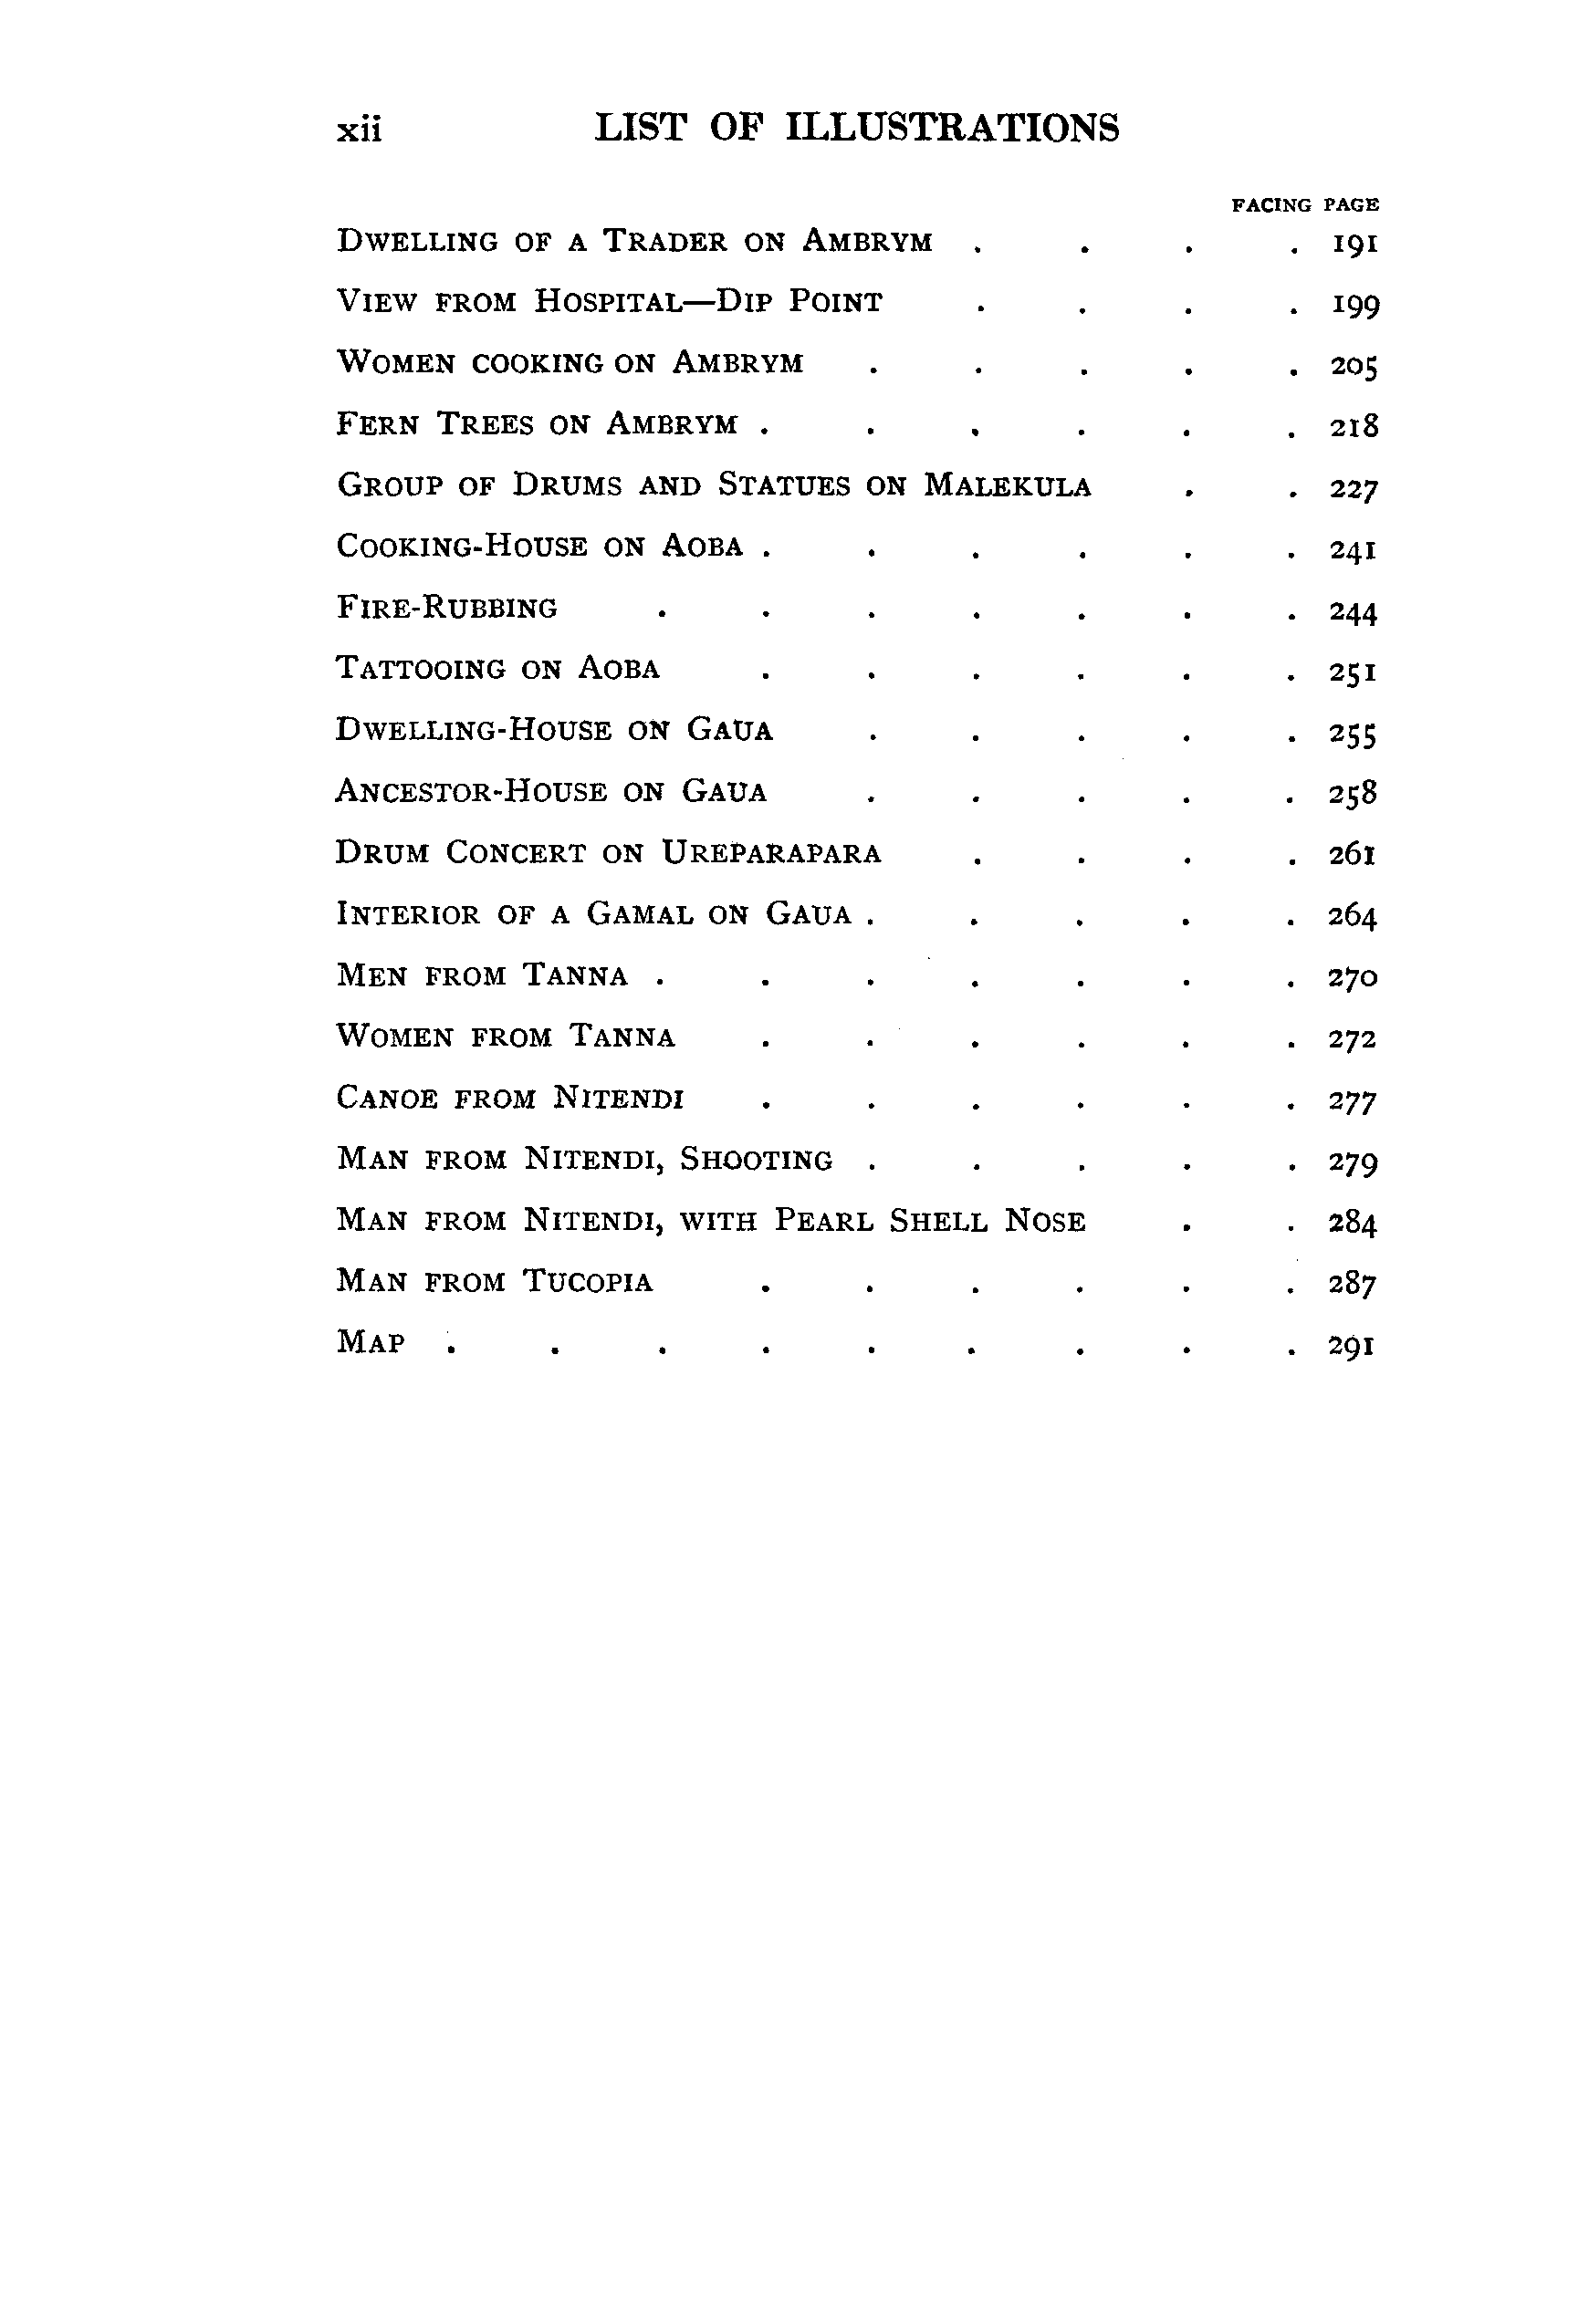 xii LIST OF ILLUSTRATIONS
FACING PAGE
Dwelling of a Trader on Ambrym . . . . 191
View from Hospital—Dip Point . . . . 199
Women cooking on Ambrym . . . . . 205
Fern Trees on Ambrym . . . . . . 218
Group of Drums and Statues on Malekula . . 227
Cooking-House on Aoba . . . . . . 241
Fire-Rubbing . . . . . . . 244
Tattooing on Aoba . . . . . . 251
Dwelling-House on Gaua . . . . . 255
Ancestor-House on Gaua . . . . . 258
Drum Concert on Ureparapara . . . . 261
Interior of a Gamal on Gaua . . . . . 264
Men from Tanna . . . . . . . 270
Women from Tanna . . . . . . 272
Canoe from Nitendi . . . . . . 277
Man from Nitendi, Shooting . . . . . 279
Man from Nitendi, with Pearl Shell Nose . . 284
Man from Tucopia . . . . . . 287
Map . . . . . . . . . 291